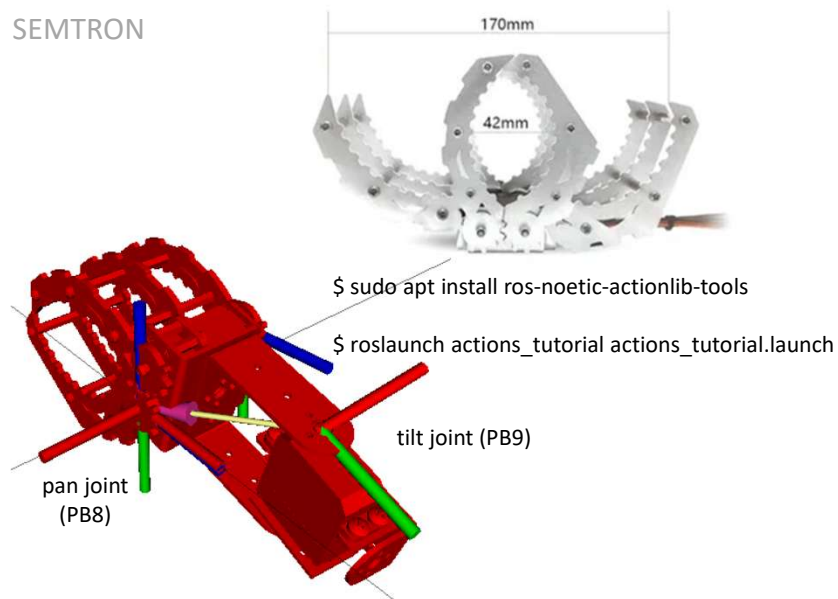 SEMTRON
170mm
42mm
$ sudo apt install ros-noetic-actionlib-tools
$ roslaunch actions_tutorial actions_tutorial.launch
tilt joint (PB9)
pan joint
(PB8)